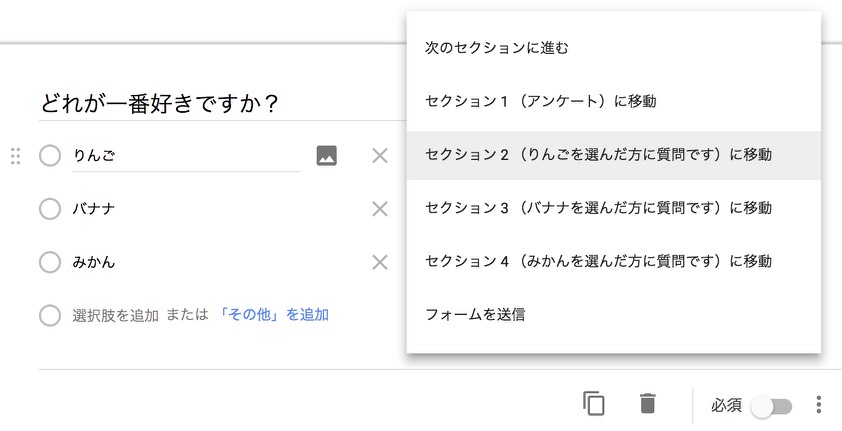 どれが一番好きですか？
りんご
バナナ
みかん
選択肢を追加 または 「その他」を追加
次のセクションに進む
セクション 1 （アンケート）に移動
セクション 2 （りんごを選んだ方に質問です）に移動
セクション 3 （バナナを選んだ方に質問です）に移動
セクション 4 （みかんを選んだ方に質問です）に移動
フォームを送信
必須